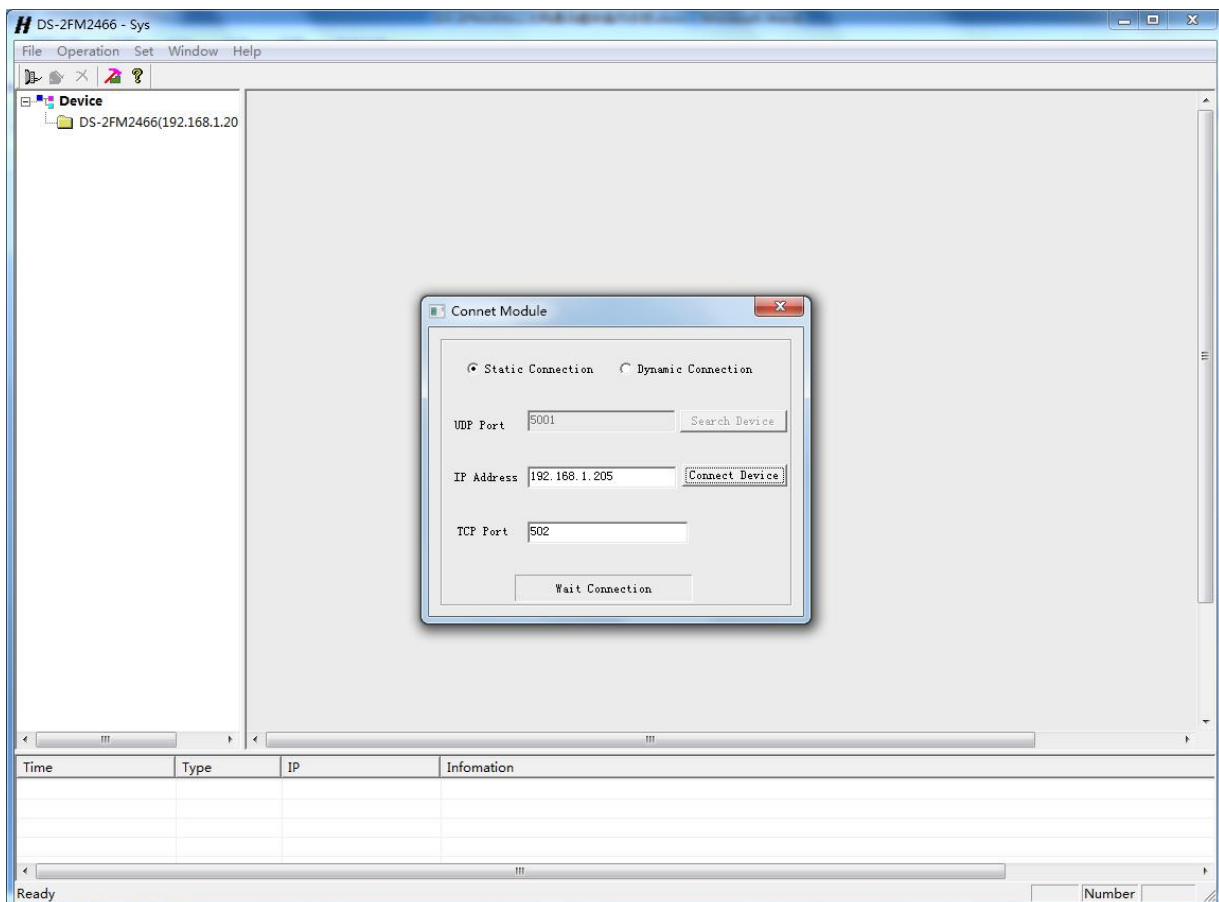 DS-2FM2466 - Sys
File Operation Set Window Help
Device
DS-2FM2466(192.168.1.20
Connet Module
Static Connection Dynamic Connection
UDP Port 5001 Search Device
IP Address 192.168.1.205 Connect Device
TCP Port 502
Wait Connection
Time Type IP Infomation
Ready Number